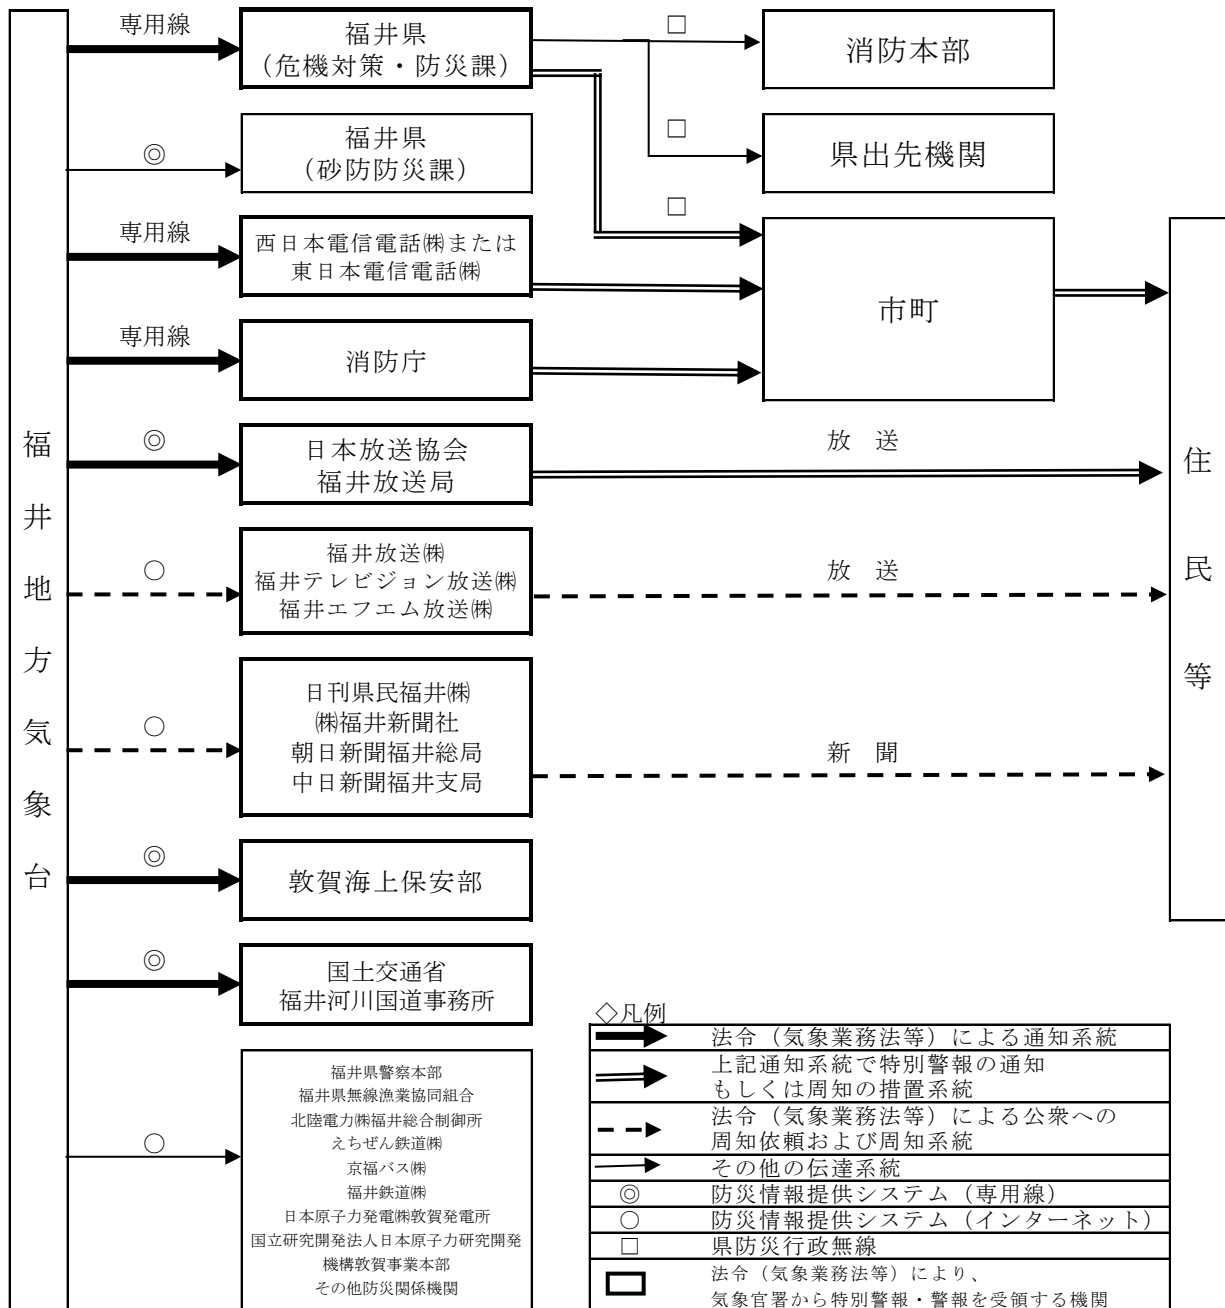 福井地方気象台
専用線
福井県
（危機対策・防災課）
□
消防本部
◎
福井県
（砂防防災課）
□
県出先機関
専用線
西日本電信電話㈱または
東日本電信電話㈱
□
市町
専用線
消防庁
◎
日本放送協会
福井放送局
放　送
○
福井放送㈱
福井テレビジョン放送㈱
福井エフエム放送㈱
放　送
○
日刊県民福井㈱
㈱福井新聞社
朝日新聞福井総局
中日新聞福井支局
新　聞
住民等
◎
敦賀海上保安部
◎
国土交通省
福井河川国道事務所
○
福井県警察本部
福井県無線漁業協同組合
北陸電力㈱福井総合制御所
えちぜん鉄道㈱
京福バス㈱
福井鉄道㈱
日本原子力発電㈱敦賀発電所
国立研究開発法人日本原子力研究開発
機構敦賀事業本部
その他防災関係機関
◇凡例
法令（気象業務法等）による通知系統
上記通知系統で特別警報の通知
もしくは周知の措置系統
法令（気象業務法等）による公衆への
周知依頼および周知系統
その他の伝達系統
◎　防災情報提供システム（専用線）
○　防災情報提供システム（インターネット）
□　県防災行政無線
法令（気象業務法等）により、
気象官署から特別警報・警報を受領する機関